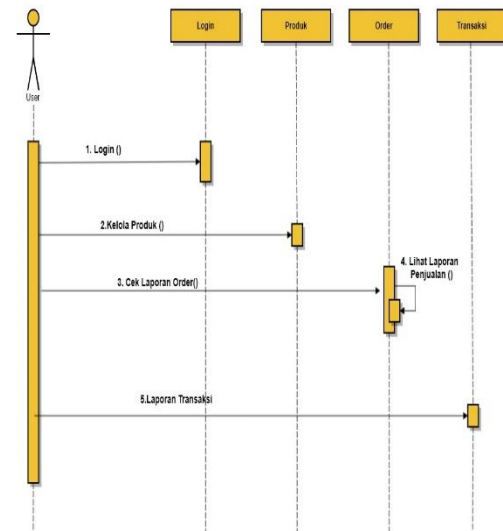 Login
Produk
Order
Transaksi
User
1. Login ()
2.Kelola Produk ()
3. Cek Laporan Order()
4. Lihat Laporan
Penjualan ()
5.Laporan Transaksi